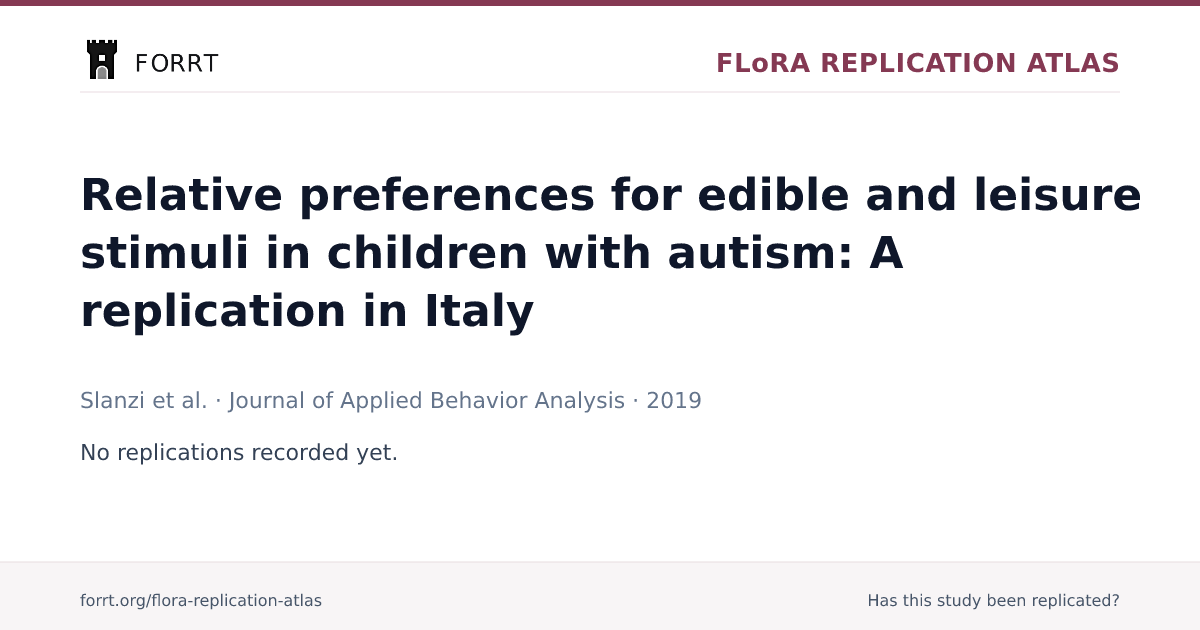 FORRT
FLoRA REPLICATION ATLAS
Relative preferences for edible and leisure
stimuli in children with autism: A
replication in Italy
Slanzi et al. · Journal of Applied Behavior Analysis · 2019
No replications recorded yet.
forrt.org/flora-replication-atlas
Has this study been replicated?